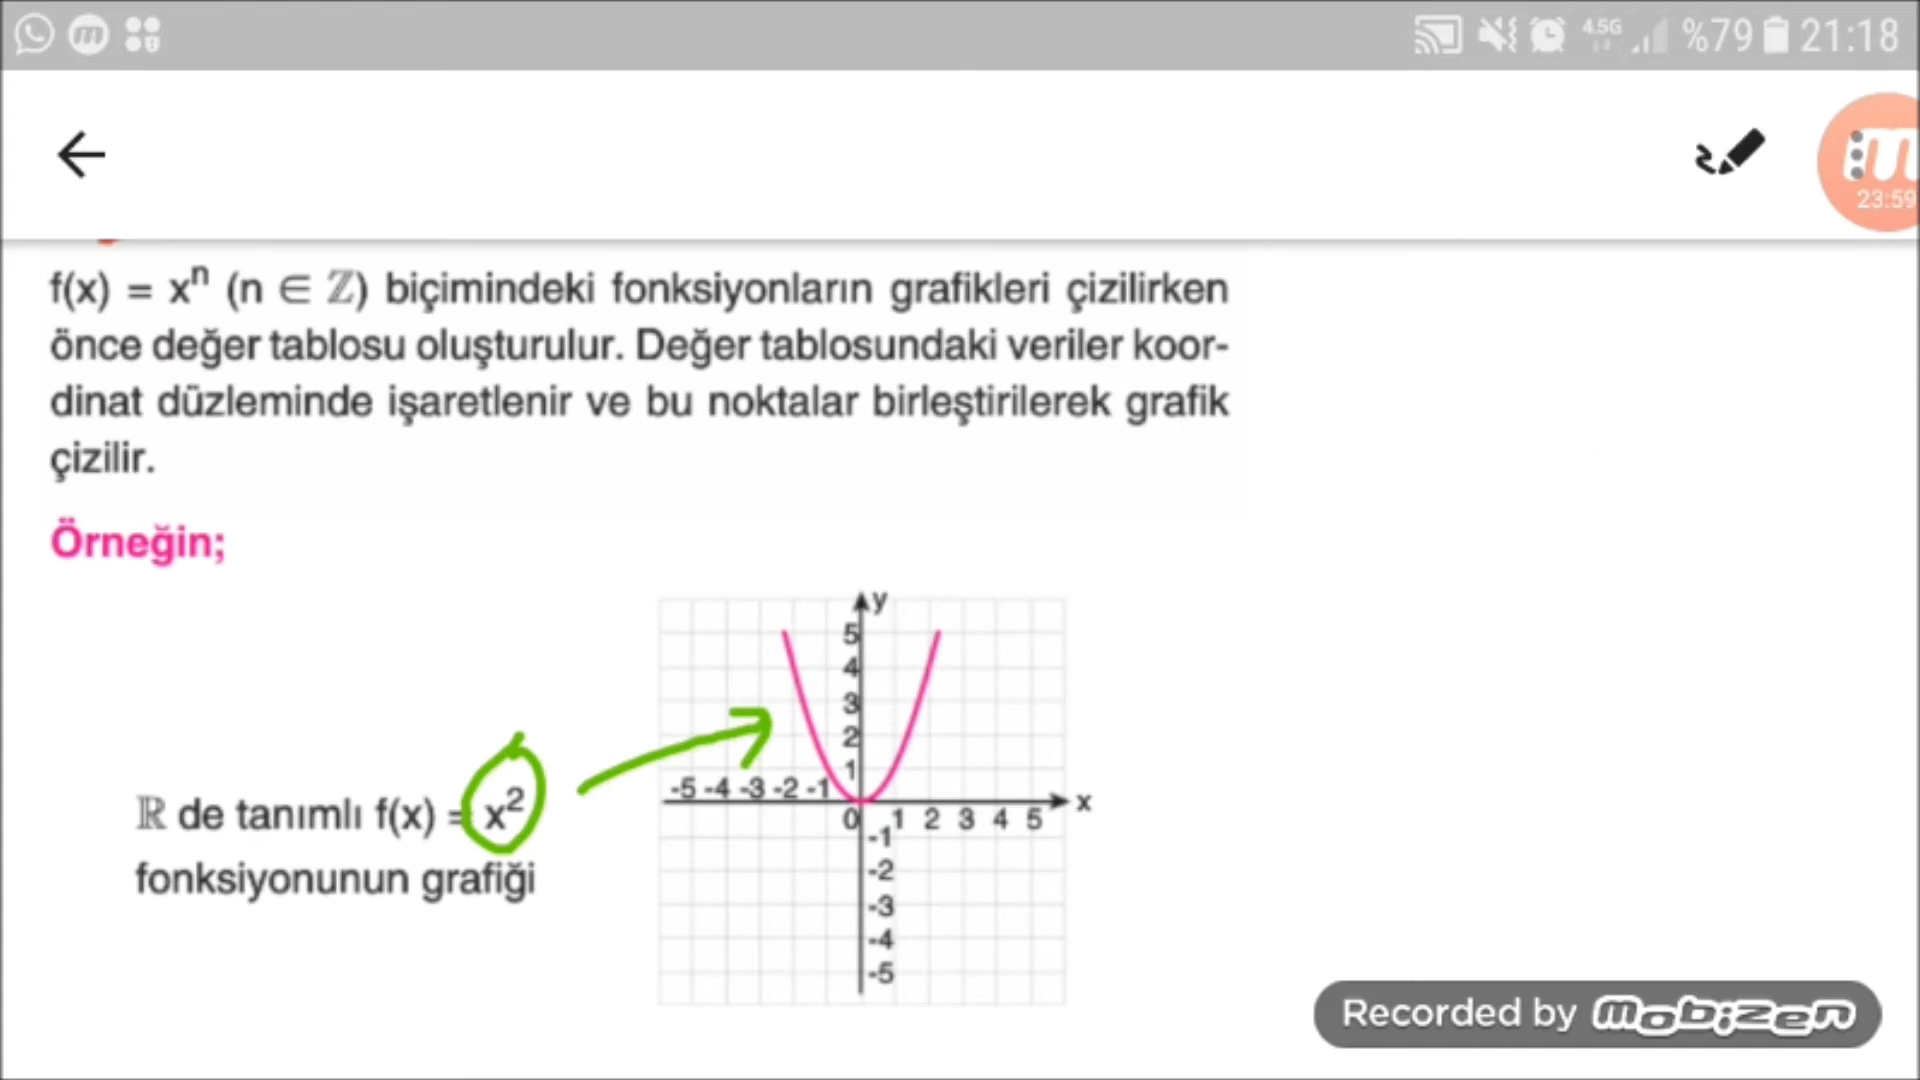 4.5G %79 21:18
23:59
f(x) = xⁿ (n ∈ ℤ) biçimindeki fonksiyonların grafikleri çizilirken
önce değer tablosu oluşturulur. Değer tablosundaki veriler koor-
dinat düzleminde işaretlenir ve bu noktalar birleştirilerek grafik
çizilir.
Örneğin;
ℝ de tanımlı f(x) = x²
fonksiyonunun grafiği
y
5
4
3
2
1
-5 -4 -3 -2 -1
x
0 1 2 3 4 5
-1
-2
-3
-4
-5
Recorded by mobizen